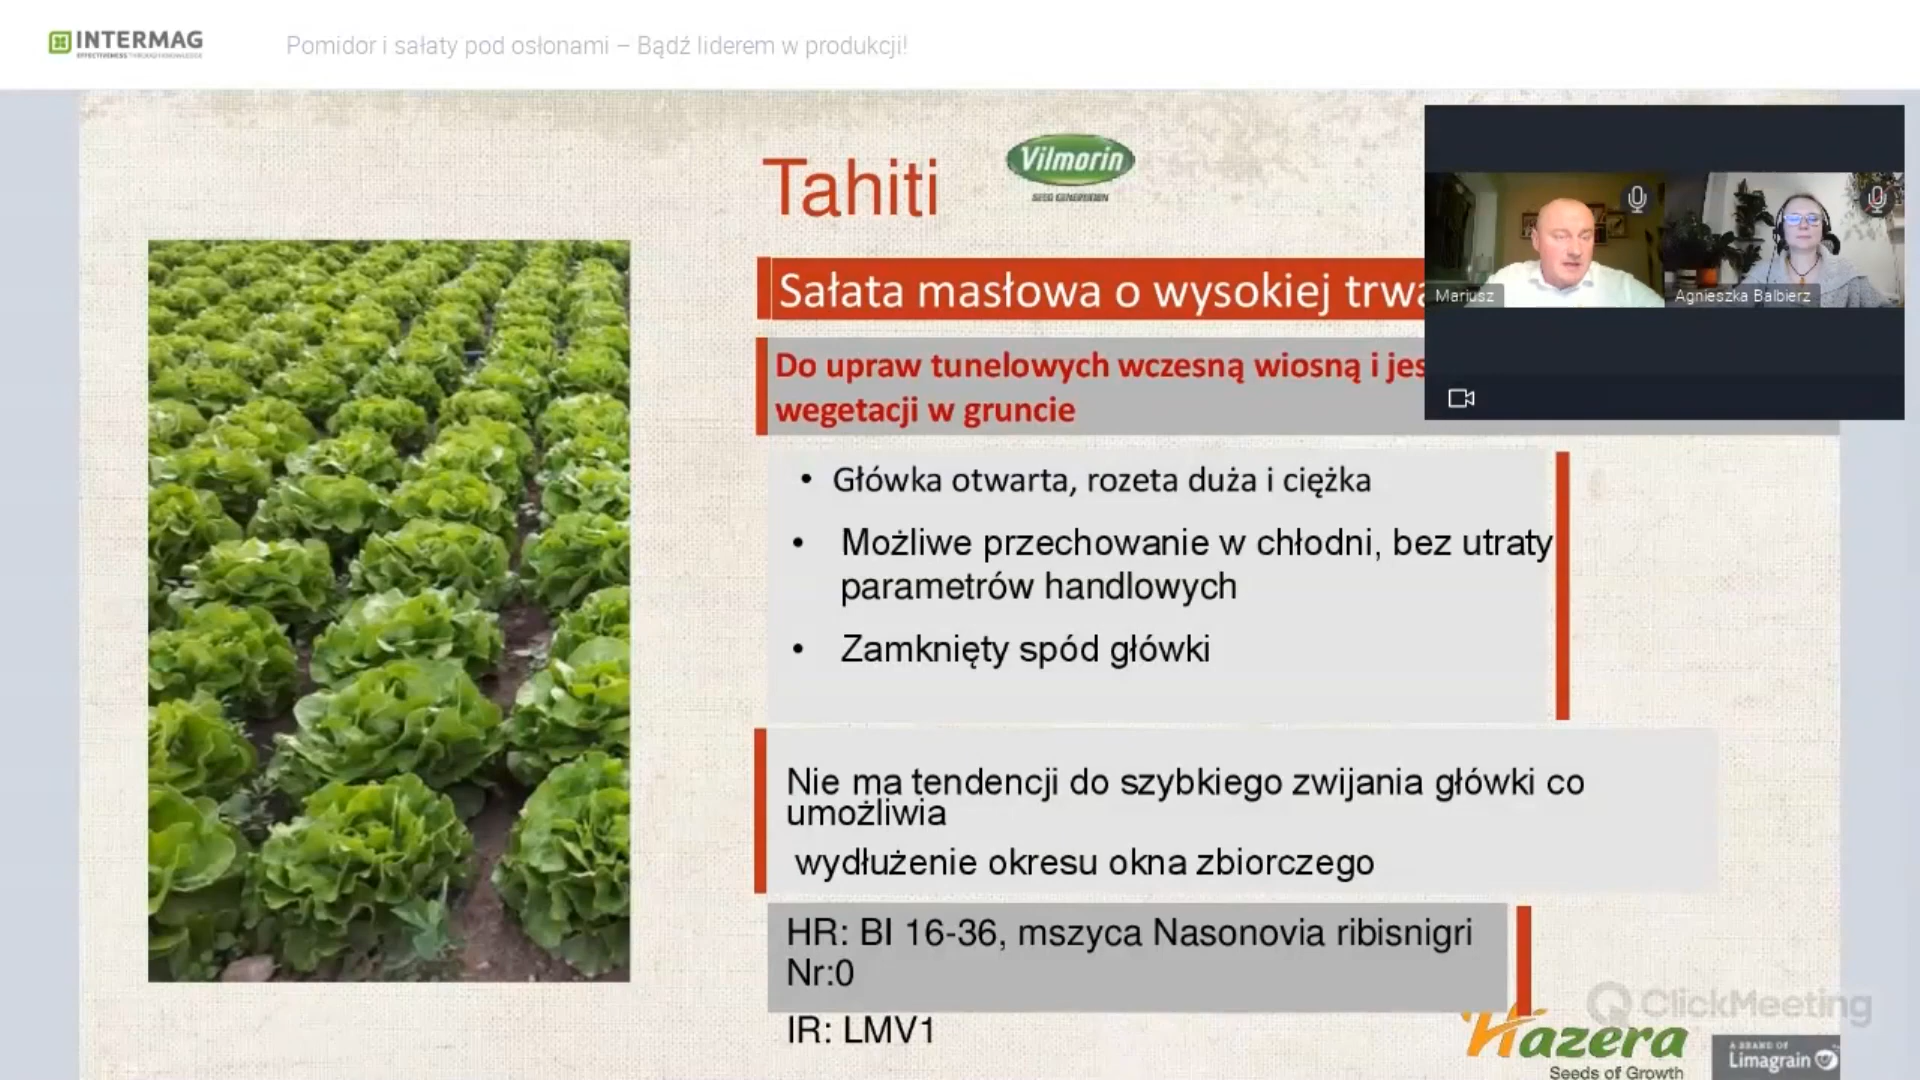 INTERMAG
Pomidor i sałaty pod osłonami – Bądź liderem w produkcji!
Tahiti
Vilmorin
SEED GENERATION
Sałata masłowa o wysokiej trwa
Do upraw tunelowych wczesną wiosną i jes
wegetacji w gruncie
Mariusz
Agnieszka Balbierz
• Główka otwarta, rozeta duża i ciężka
• Możliwe przechowanie w chłodni, bez utraty
parametrów handlowych
• Zamknięty spód główki
Nie ma tendencji do szybkiego zwijania główki co
umożliwia
wydłużenie okresu okna zbiorczego
HR: BI 16-36, mszyca Nasonovia ribisnigri
Nr:0
IR: LMV1
ClickMeeting
Hazera
Seeds of Growth
A BRAND OF
Limagrain